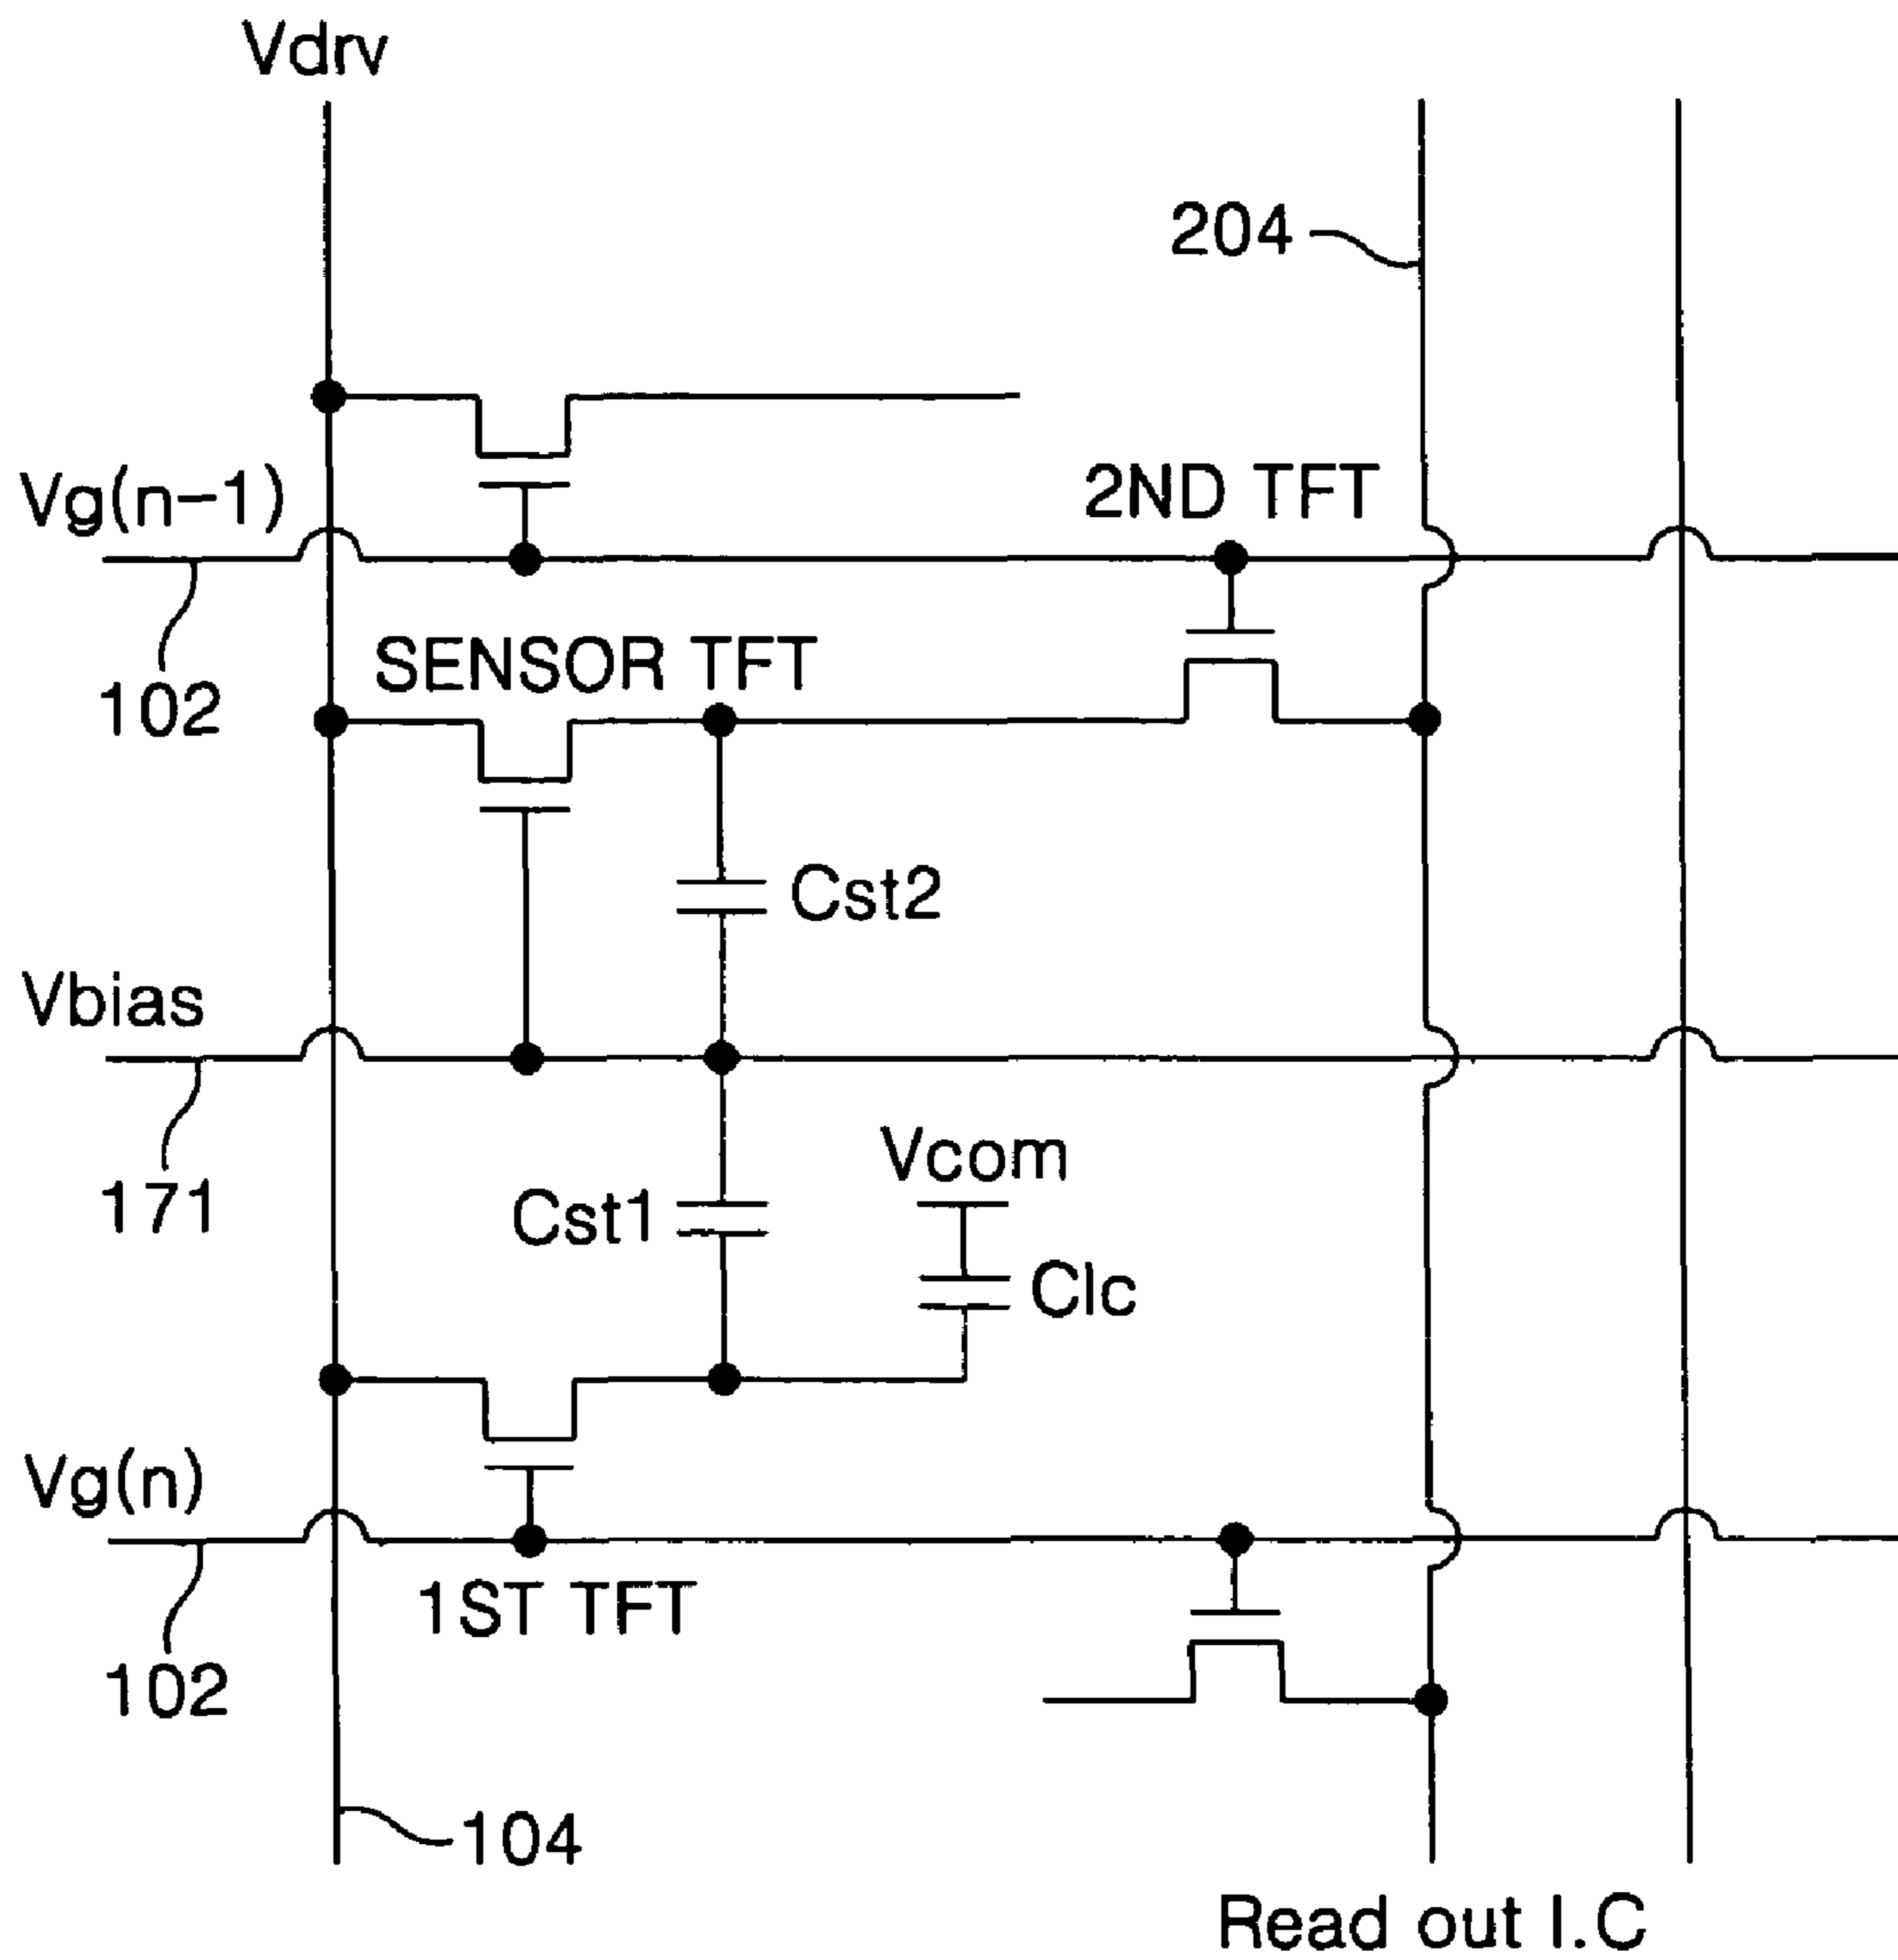 Vdrv
204
Vg(n-1)
2ND TFT
102
SENSOR TFT
Cst2
Vbias
171
Vcom
Cst1
Clc
Vg(n)
1ST TFT
102
104
Read out I.C